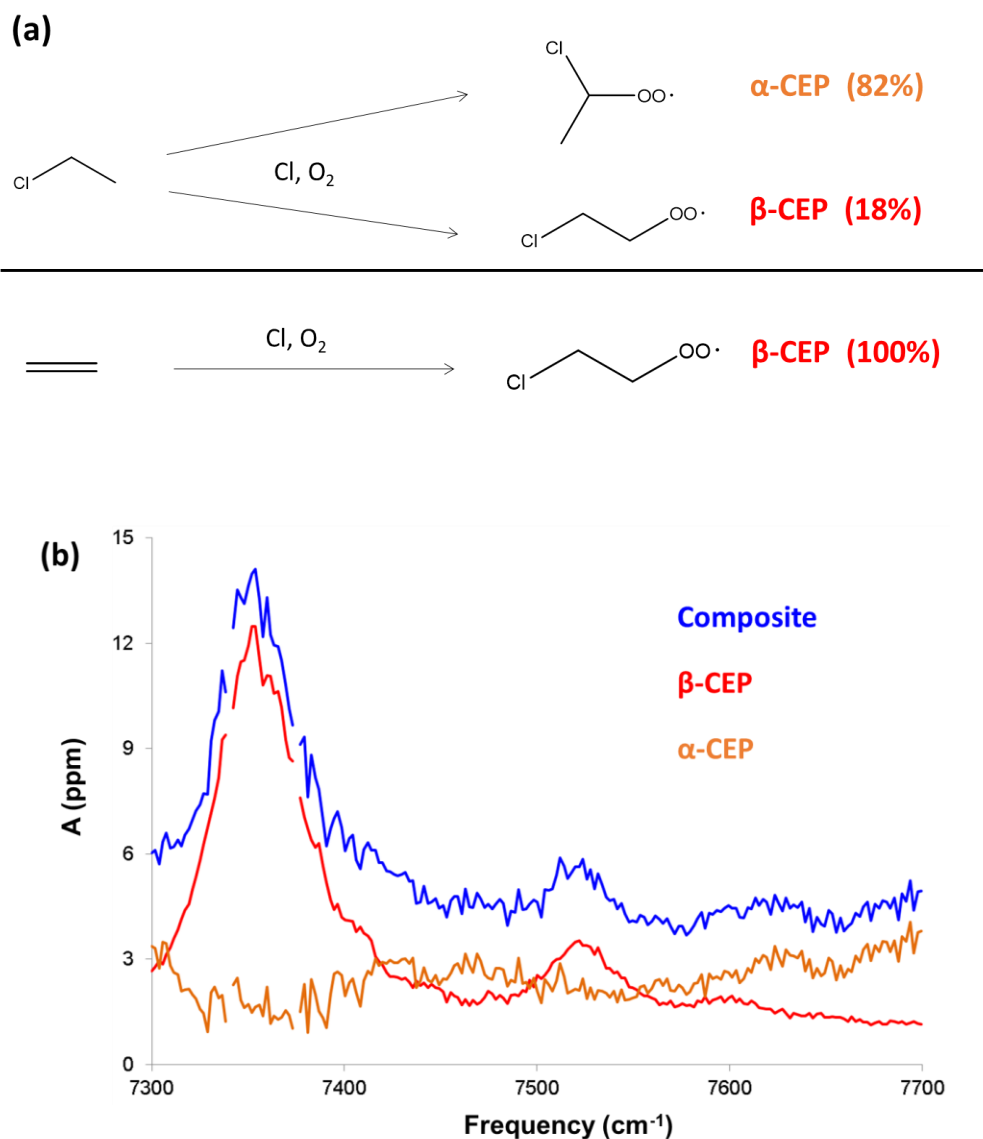 (a)
Cl
OO·
α-CEP (82%)
Cl
Cl, O₂
Cl
OO·
β-CEP (18%)
Cl, O₂
Cl
OO·
β-CEP (100%)
(b)
15
12
9
6
3
0
A (ppm)
Composite
β-CEP
α-CEP
7300
7400
7500
7600
7700
Frequency (cm⁻¹)